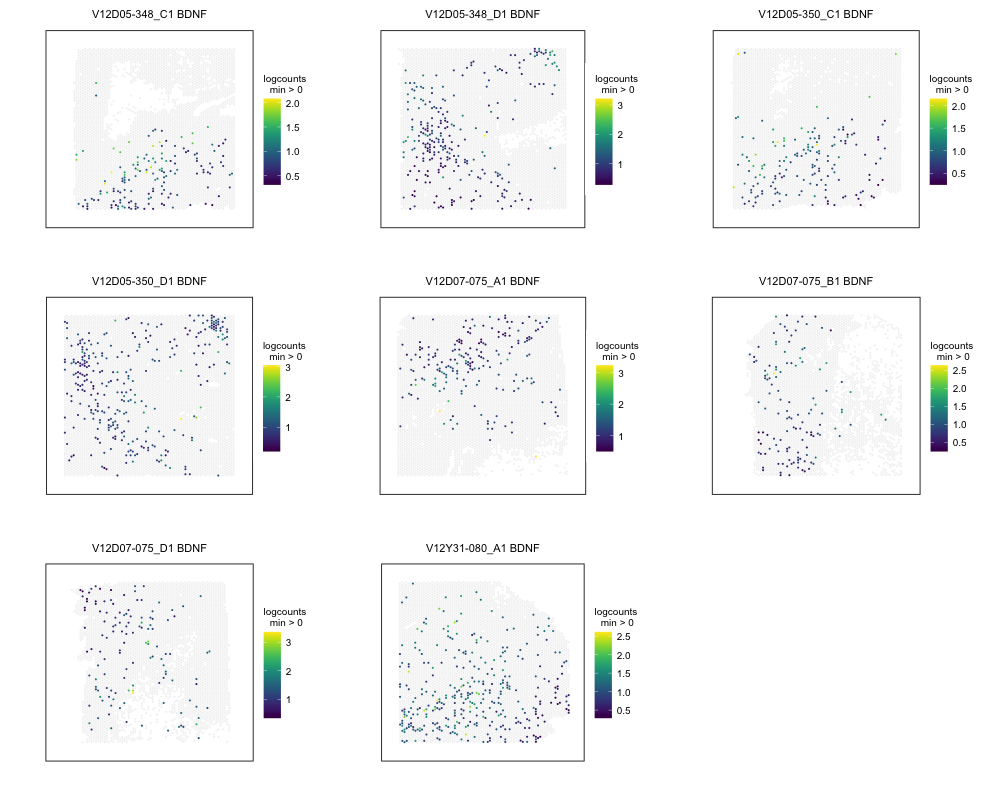 V12D05-348_C1 BDNF
logcounts
min > 0
2.0
1.5
1.0
0.5
V12D05-348_D1 BDNF
logcounts
min > 0
3
2
1
V12D05-350_C1 BDNF
logcounts
min > 0
2.0
1.5
1.0
0.5
V12D05-350_D1 BDNF
logcounts
min > 0
3
2
1
V12D07-075_A1 BDNF
logcounts
min > 0
3
2
1
V12D07-075_B1 BDNF
logcounts
min > 0
2.5
2.0
1.5
1.0
0.5
V12D07-075_D1 BDNF
logcounts
min > 0
3
2
1
V12Y31-080_A1 BDNF
logcounts
min > 0
2.5
2.0
1.5
1.0
0.5